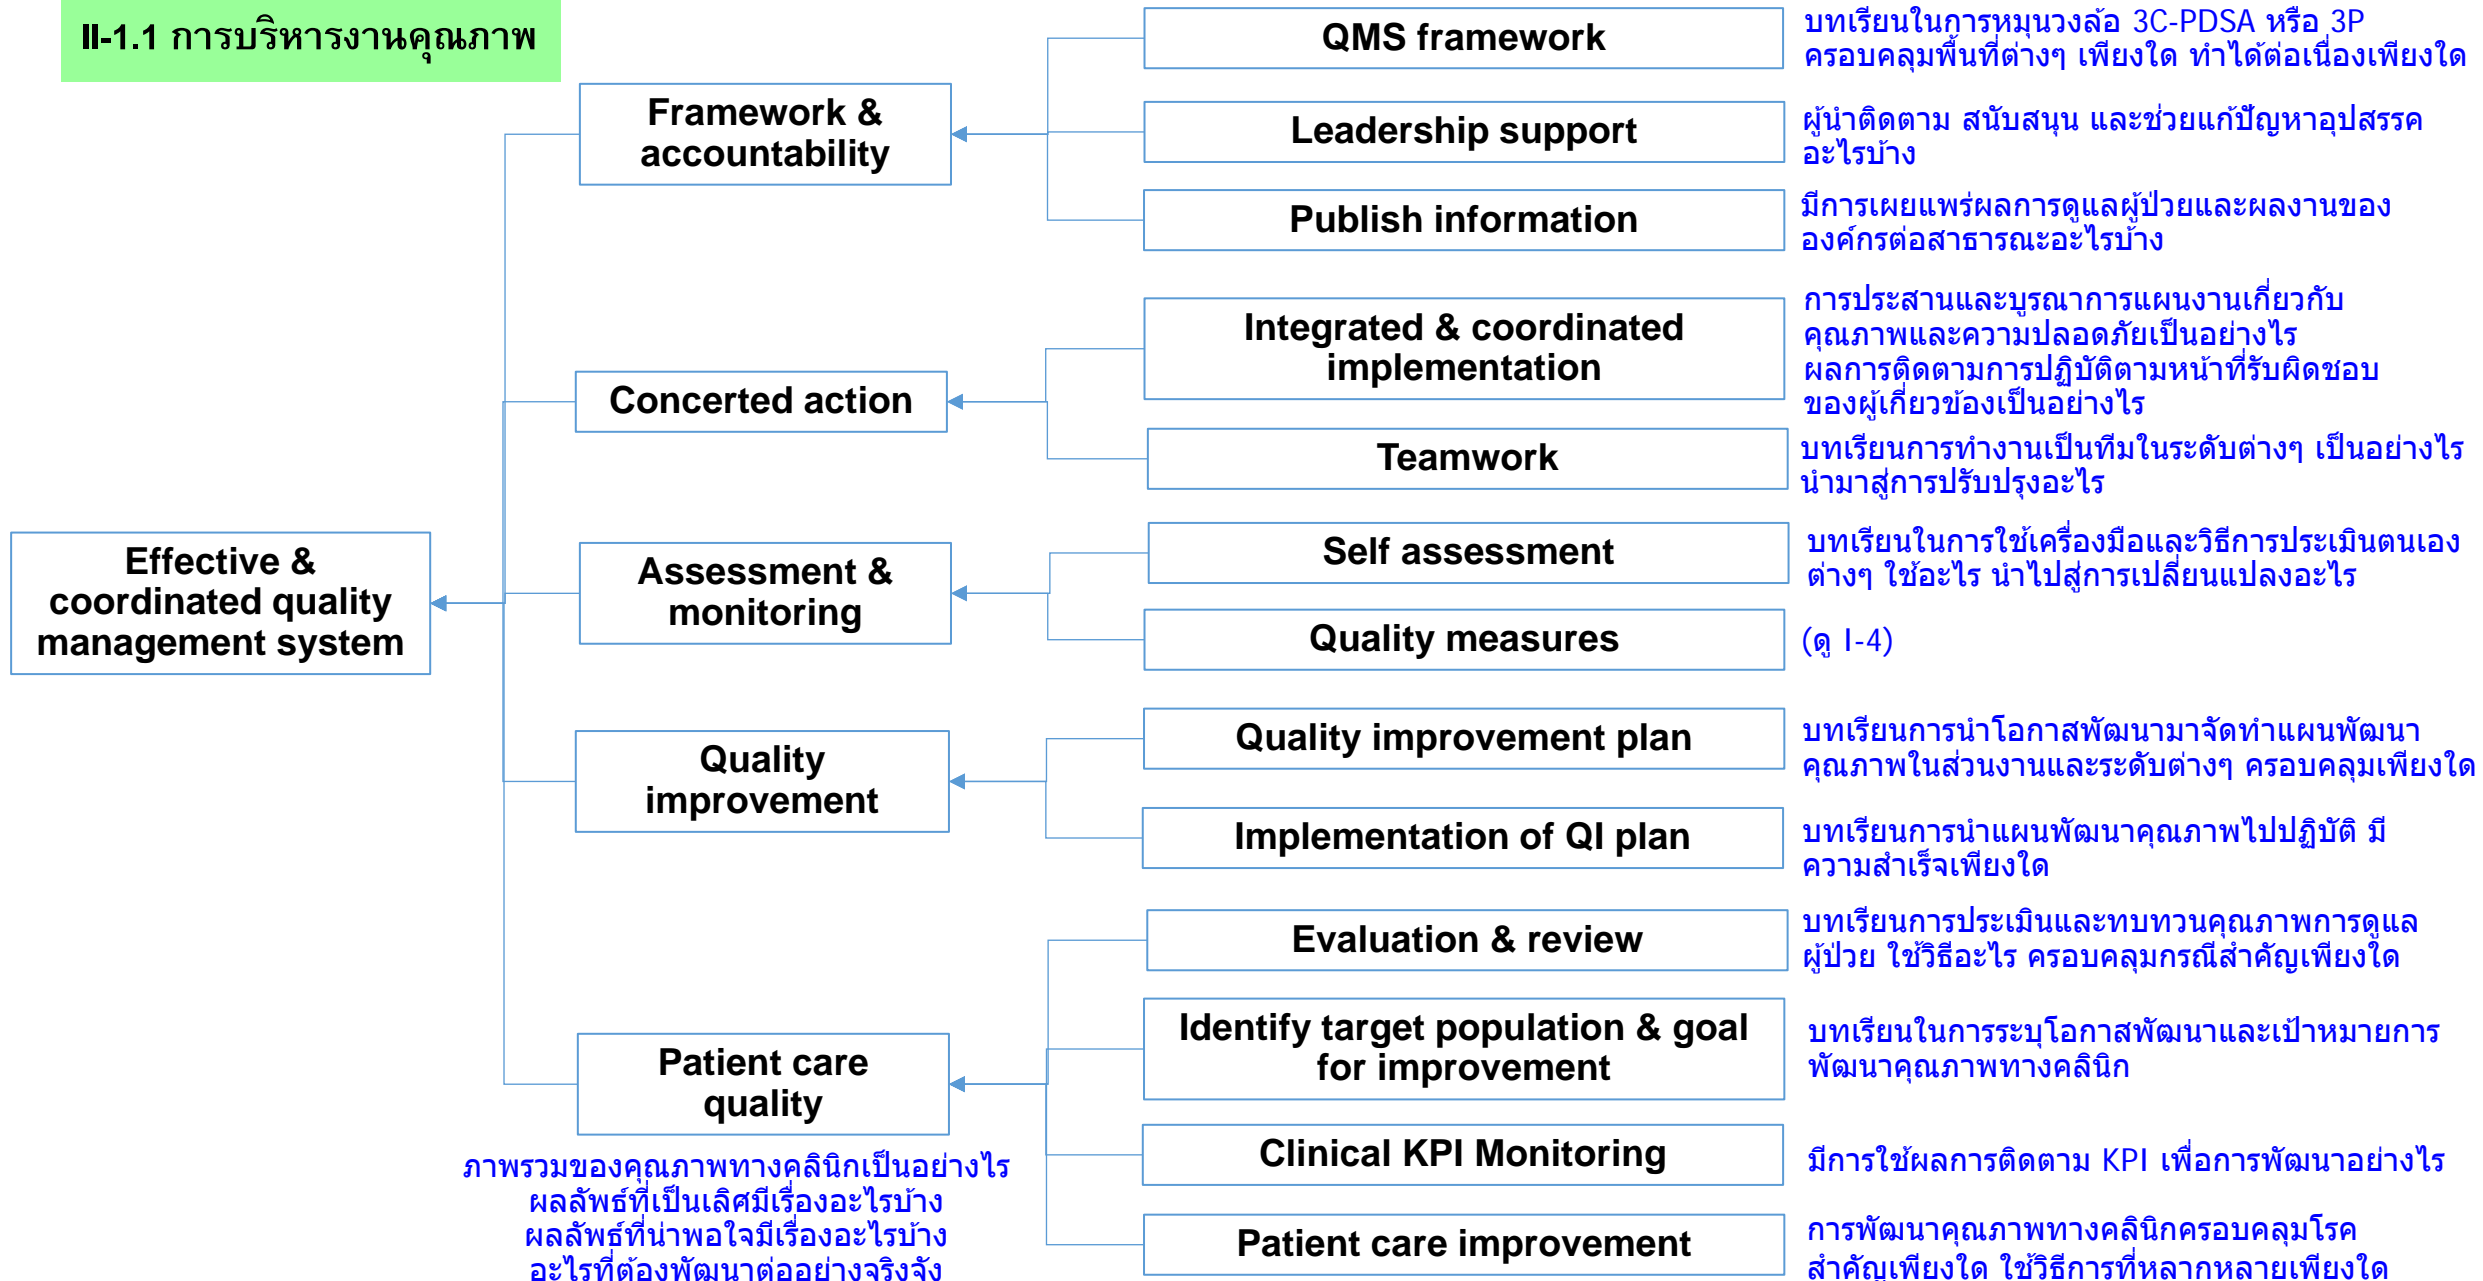 II-1.1 การบริหารงานคุณภาพ
Effective &
coordinated quality
management system
Framework &
accountability
QMS framework
บทเรียนในการหมุนวงล้อ 3C-PDSA หรือ 3P
ครอบคลุมพื้นที่ต่างๆ เพียงใด ทำได้ต่อเนื่องเพียงใด
Leadership support
ผู้นำติดตาม สนับสนุน และช่วยแก้ปัญหาอุปสรรค
อะไรบ้าง
Publish information
มีการเผยแพร่ผลการดูแลผู้ป่วยและผลงานของ
องค์กรต่อสาธารณะอะไรบ้าง
Concerted action
Integrated & coordinated
implementation
การประสานและบูรณาการแผนงานเกี่ยวกับ
คุณภาพและความปลอดภัยเป็นอย่างไร
ผลการติดตามการปฏิบัติตามหน้าที่รับผิดชอบ
ของผู้เกี่ยวข้องเป็นอย่างไร
Teamwork
บทเรียนการทำงานเป็นทีมในระดับต่างๆ เป็นอย่างไร
นำมาสู่การปรับปรุงอะไร
Assessment &
monitoring
Self assessment
บทเรียนในการใช้เครื่องมือและวิธีการประเมินตนเอง
ต่างๆ ใช้อะไร นำไปสู่การเปลี่ยนแปลงอะไร
Quality measures
(ดู I-4)
Quality
improvement
Quality improvement plan
บทเรียนการนำโอกาสพัฒนามาจัดทำแผนพัฒนา
คุณภาพในส่วนงานและระดับต่างๆ ครอบคลุมเพียงใด
Implementation of QI plan
บทเรียนการนำแผนพัฒนาคุณภาพไปปฏิบัติ มี
ความสำเร็จเพียงใด
Patient care
quality
ภาพรวมของคุณภาพทางคลินิกเป็นอย่างไร
ผลลัพธ์ที่เป็นเลิศมีเรื่องอะไรบ้าง
ผลลัพธ์ที่น่าพอใจมีเรื่องอะไรบ้าง
อะไรที่ต้องพัฒนาต่ออย่างจริงจัง
Evaluation & review
บทเรียนการประเมินและทบทวนคุณภาพการดูแล
ผู้ป่วย ใช้วิธีอะไร ครอบคลุมกรณีสำคัญเพียงใด
Identify target population & goal
for improvement
บทเรียนในการระบุโอกาสพัฒนาและเป้าหมายการ
พัฒนาคุณภาพทางคลินิก
Clinical KPI Monitoring
มีการใช้ผลการติดตาม KPI เพื่อการพัฒนาอย่างไร
Patient care improvement
การพัฒนาคุณภาพทางคลินิกครอบคลุมโรค
สำคัญเพียงใด ใช้วิธีการที่หลากหลายเพียงใด